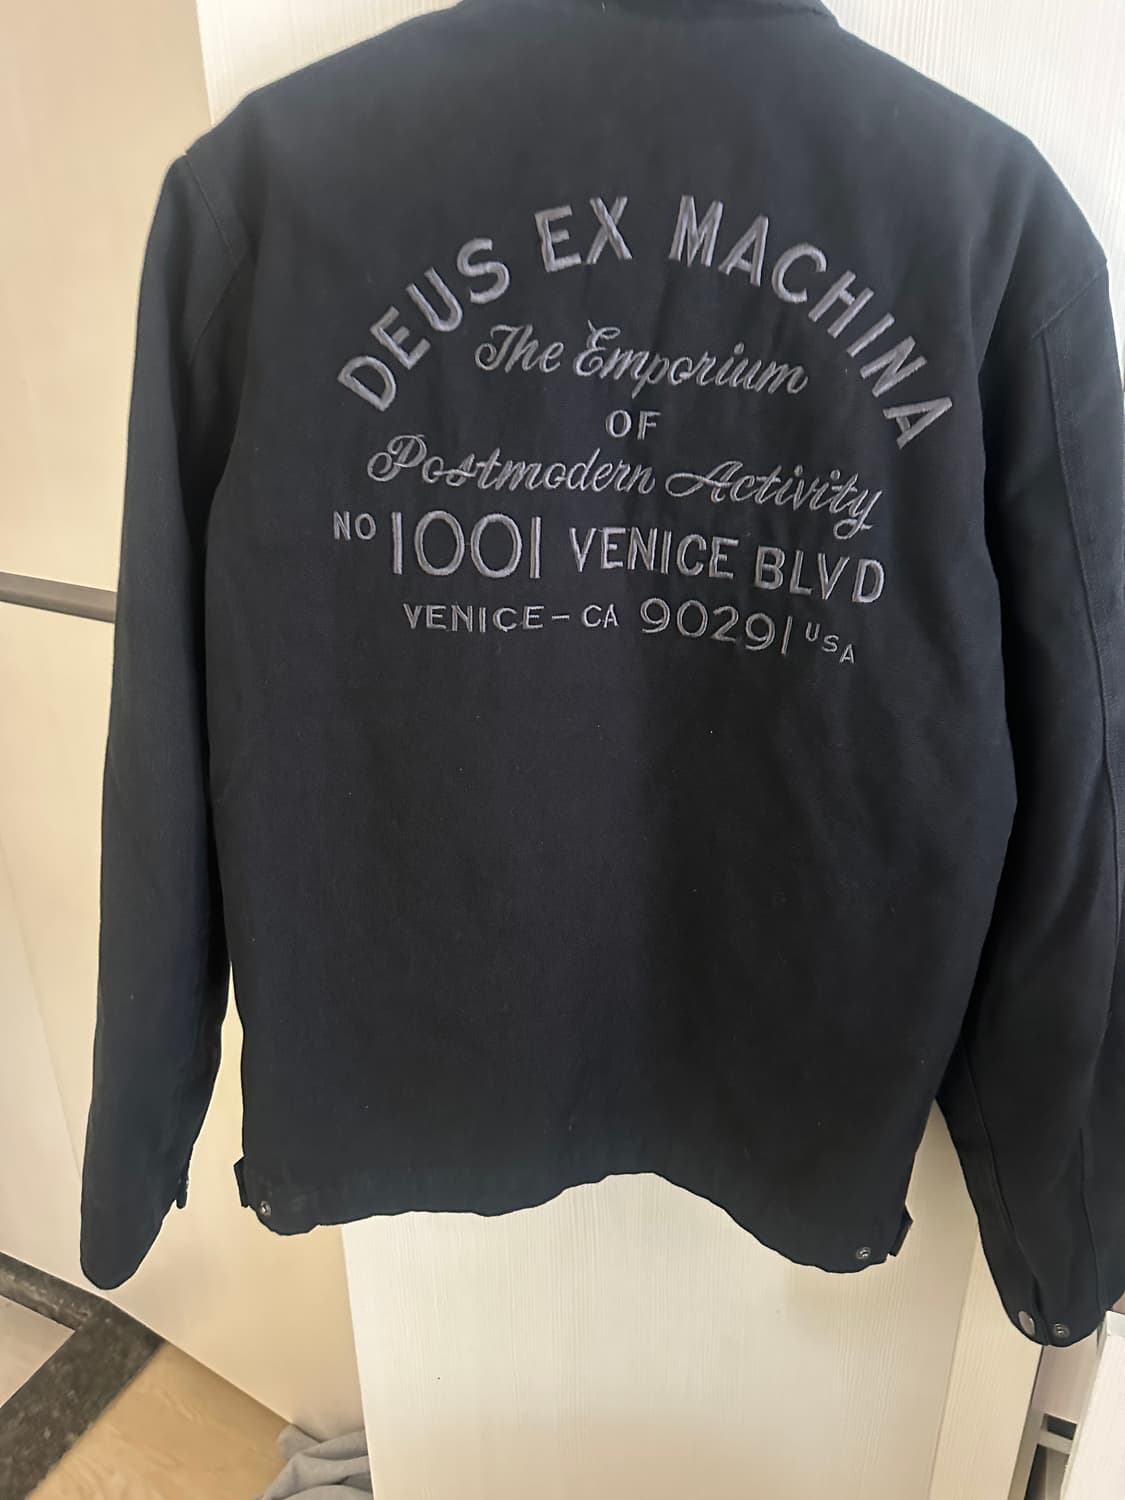 DEUS EX MACHINA
The Emporium
OF
Postmodern Activity
NO 1001 VENICE BLVD
VENICE – CA 90291 USA